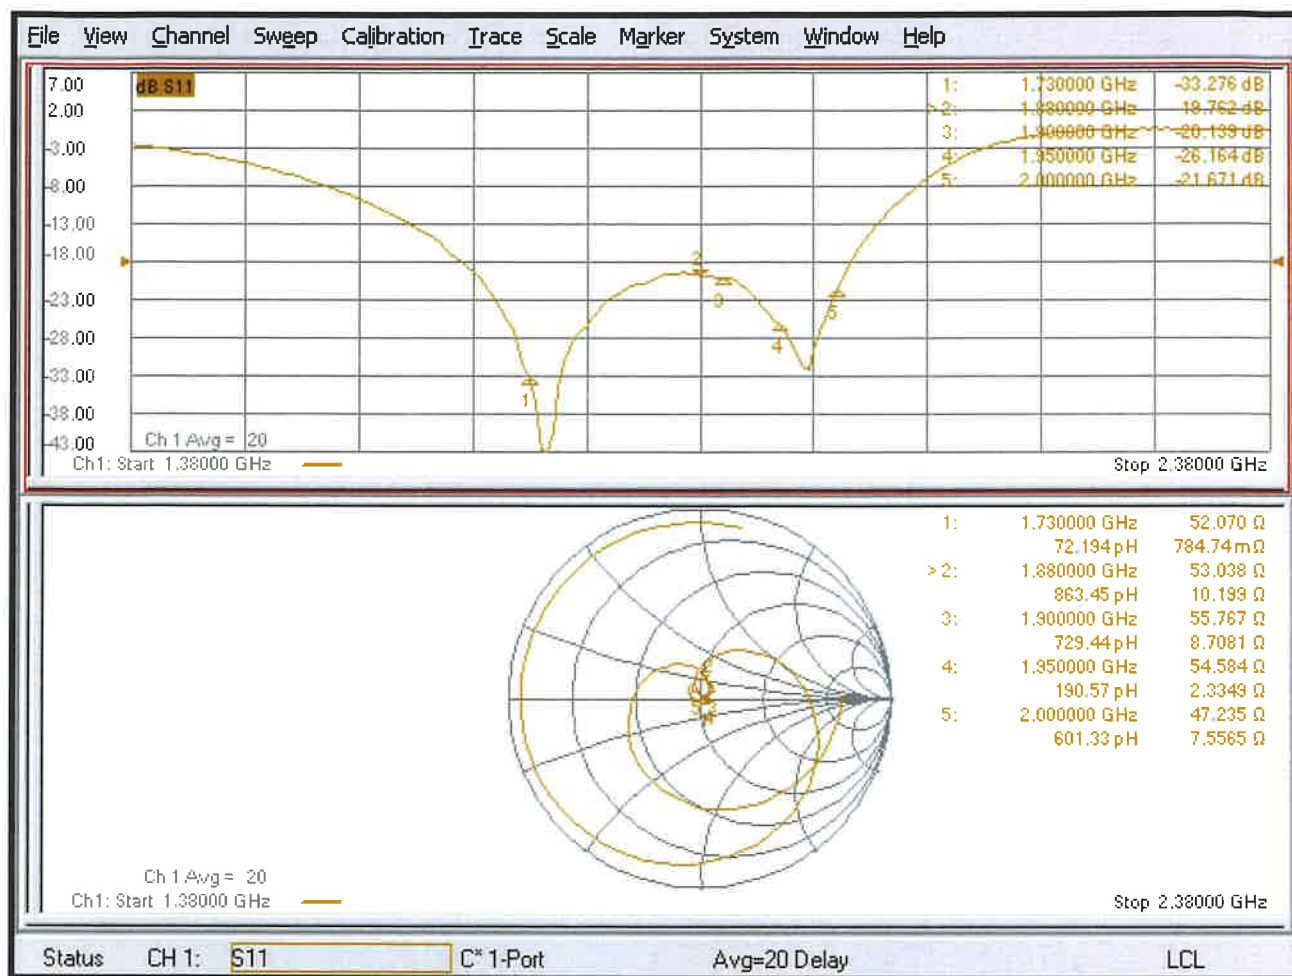 File View Channel Sweep Calibration Trace Scale Marker System Window Help
7.00
2.00
-3.00
-8.00
-13.00
-18.00
-23.00
-28.00
-33.00
-38.00
-43.00
dB S11
1: 1.730000 GHz -33.276 dB
> 2: 1.880000 GHz -19.762 dB
3: 1.900000 GHz -20.139 dB
4: 1.950000 GHz -26.164 dB
5: 2.000000 GHz -21.671 dB
2
3
1
4
5
Ch 1 Avg = 20
Ch1: Start 1.38000 GHz
Stop 2.38000 GHz
1: 1.730000 GHz 52.070 Ω
72.194 pH 784.74 mΩ
> 2: 1.880000 GHz 53.038 Ω
863.45 pH 10.199 Ω
3: 1.900000 GHz 55.767 Ω
729.44 pH 8.7081 Ω
4: 1.950000 GHz 54.584 Ω
190.57 pH 2.3349 Ω
5: 2.000000 GHz 47.235 Ω
601.33 pH 7.5565 Ω
Ch 1 Avg = 20
Ch1: Start 1.38000 GHz
Stop 2.38000 GHz
Status CH 1: S11 C* 1-Port Avg=20 Delay LCL